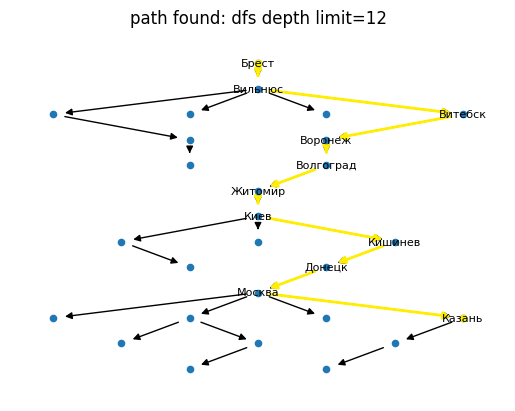 path found: dfs depth limit=12
Брест
Вильнюс
Витебск
Воронеж
Волгоград
Житомир
Киев
Кишинев
Донецк
Москва
Казань